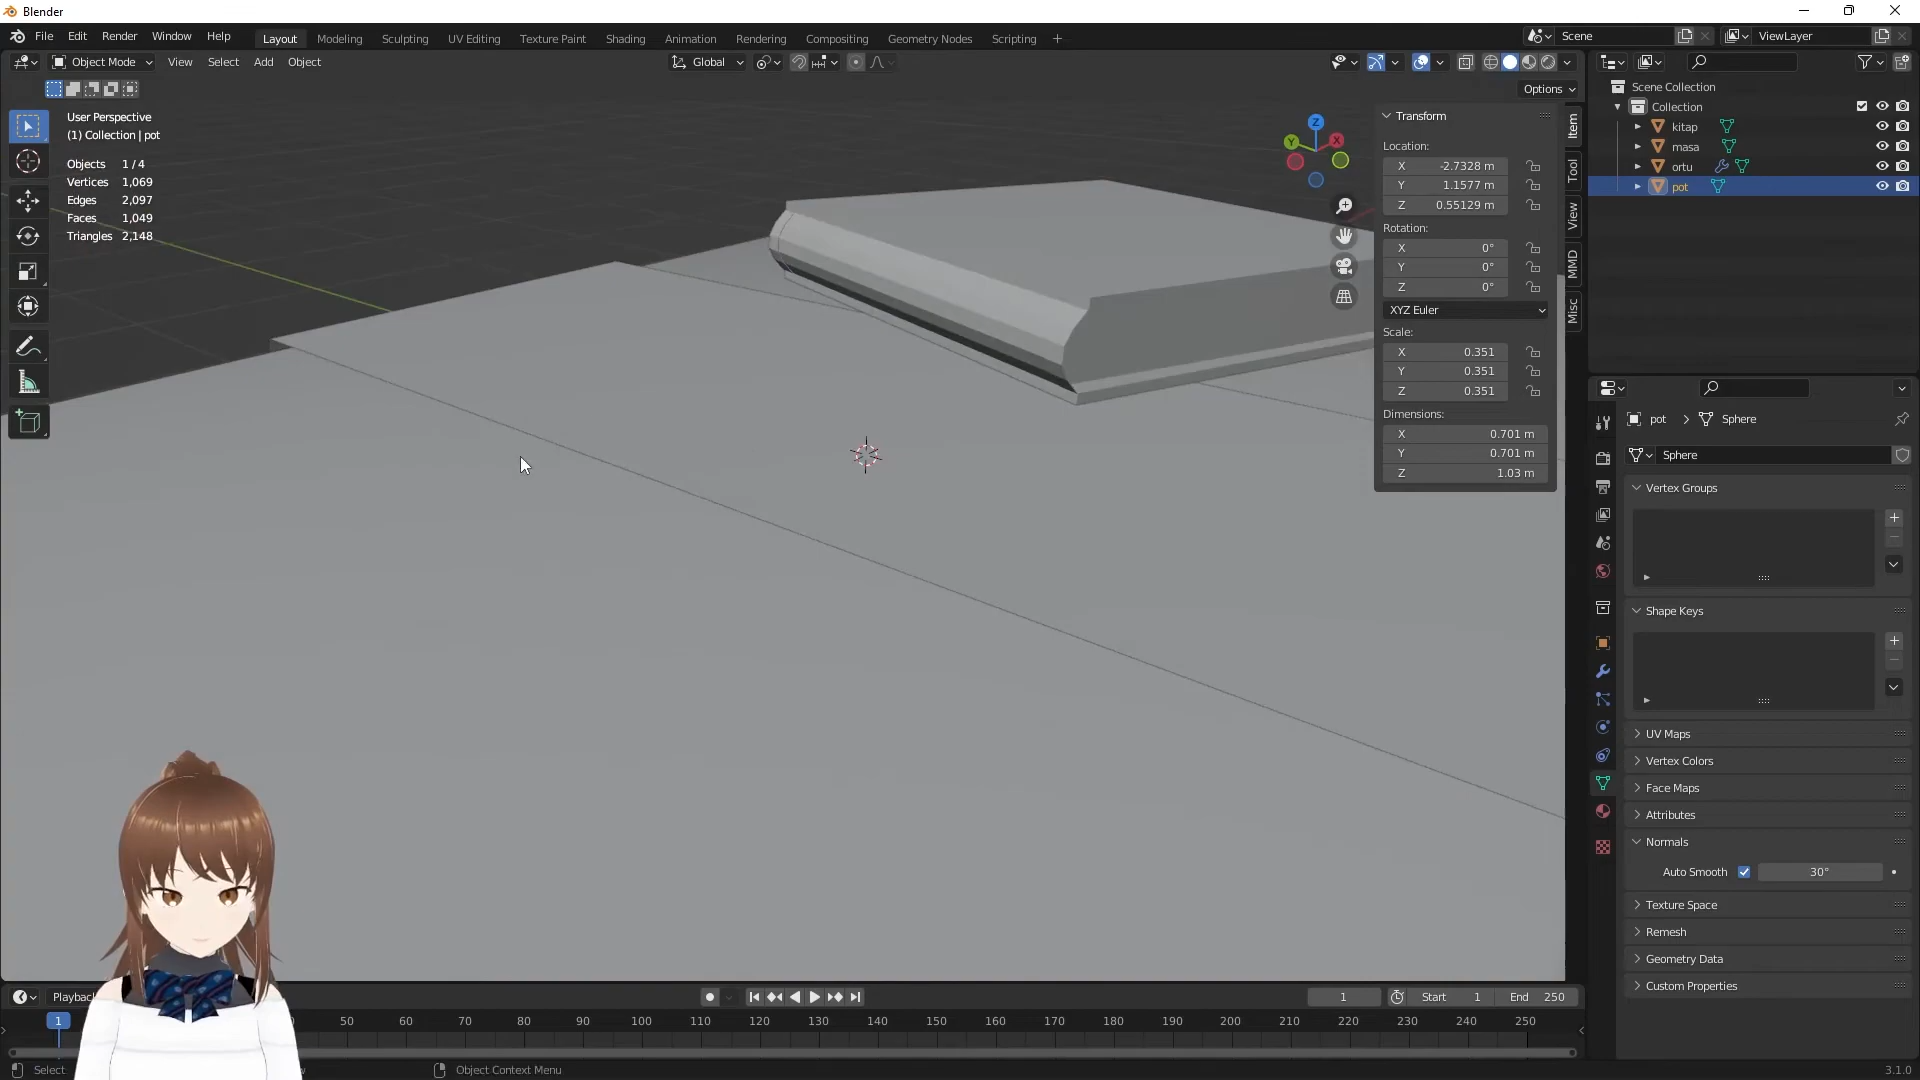 Blender
File Edit Render Window Help
Layout Modeling Sculpting UV Editing Texture Paint Shading Animation Rendering Compositing Geometry Nodes Scripting +
Scene
ViewLayer
Object Mode View Select Add Object
Global
Options
User Perspective
(1) Collection | pot
Objects 1 / 4
Vertices 1,069
Edges 2,097
Faces 1,049
Triangles 2,148
Z
Y
X
Transform
Location:
X -2.7328 m
Y 1.1577 m
Z 0.55129 m
Rotation:
X 0°
Y 0°
Z 0°
XYZ Euler
Scale:
X 0.351
Y 0.351
Z 0.351
Dimensions:
X 0.701 m
Y 0.701 m
Z 1.03 m
Item
Tool
View
MMD
Misc
Scene Collection
Collection
kitap
masa
ortu
pot
pot > Sphere
Sphere
Vertex Groups
Shape Keys
UV Maps
Vertex Colors
Face Maps
Attributes
Normals
Auto Smooth 30°
Texture Space
Remesh
Geometry Data
Custom Properties
Playbac
1 Start 1 End 250
1 50 60 70 80 90 100 110 120 130 140 150 160 170 180 190 200 210 220 230 240 250
Select Object Context Menu 3.1.0